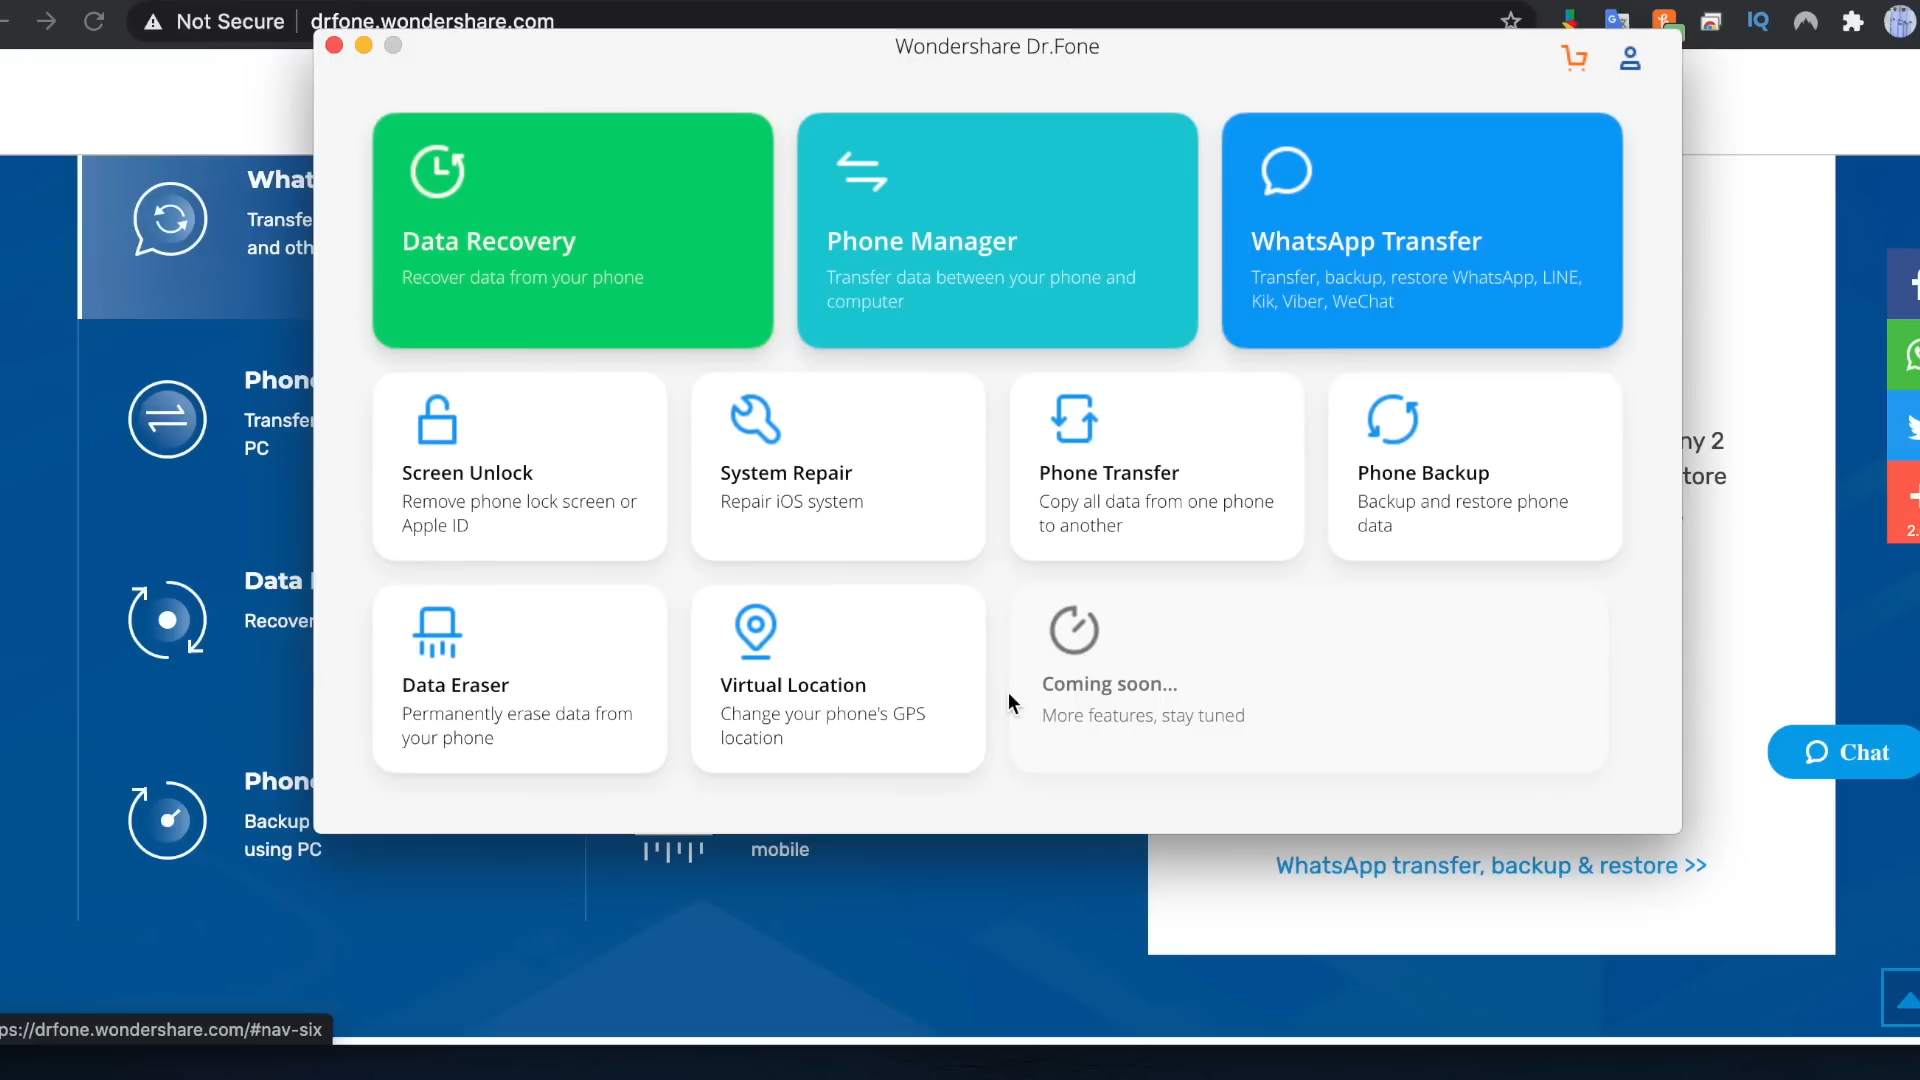 Not Secure
drfone.wondershare.com
IQ
Wondershare Dr.Fone
Data Recovery
Recover data from your phone
Phone Manager
Transfer data between your phone and
computer
WhatsApp Transfer
Transfer, backup, restore WhatsApp, LINE,
Kik, Viber, WeChat
Screen Unlock
Remove phone lock screen or
Apple ID
System Repair
Repair iOS system
Phone Transfer
Copy all data from one phone
to another
Phone Backup
Backup and restore phone
data
Data Eraser
Permanently erase data from
your phone
Virtual Location
Change your phone's GPS
location
Coming soon...
More features, stay tuned
What
Transfe
and oth
Phon
Transfer
PC
Data
Recover
Phon
Backup
using PC
mobile
ny 2
tore
2.
Chat
WhatsApp transfer, backup & restore >>
ps://drfone.wondershare.com/#nav-six